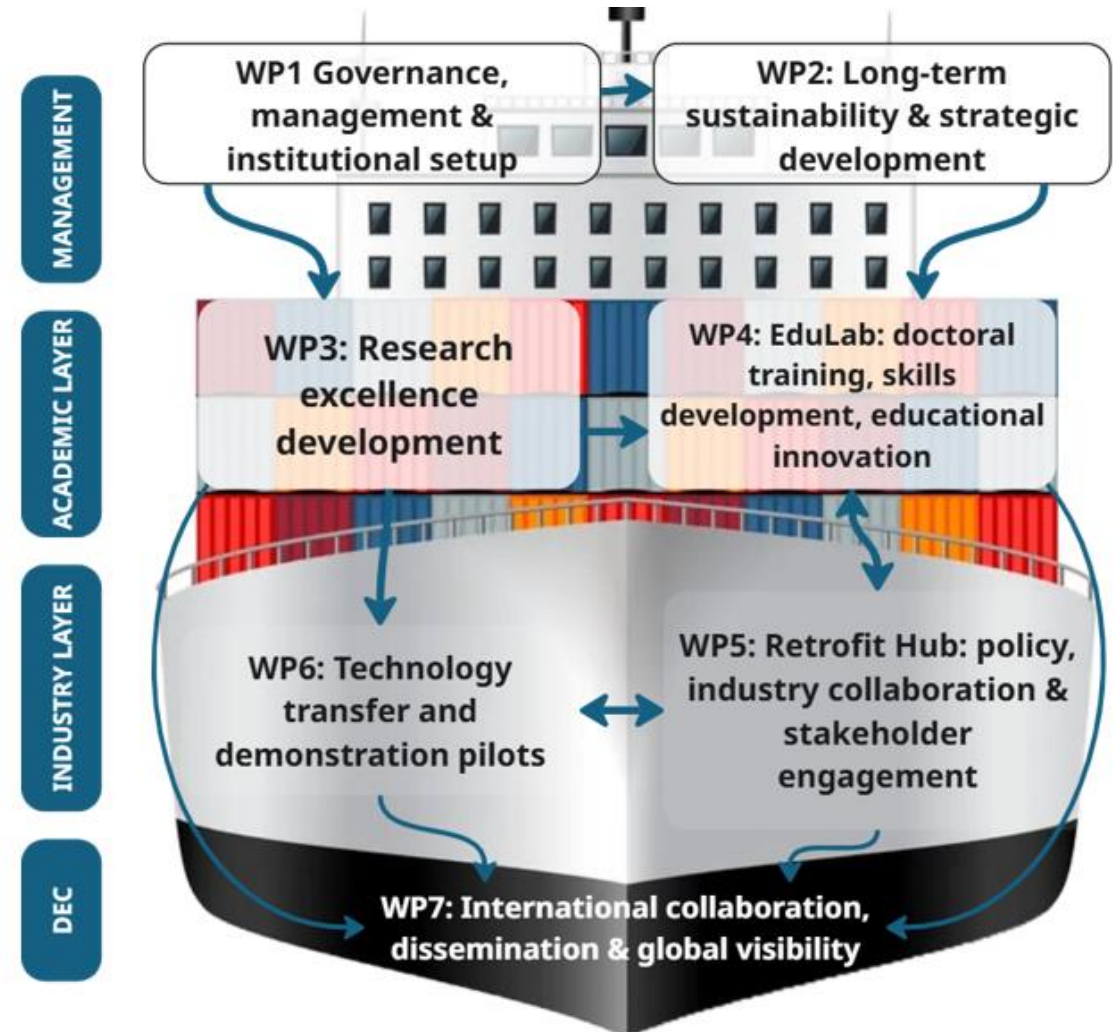 MANAGEMENT
WP1 Governance,
management &
institutional setup
WP2: Long-term
sustainability & strategic
development
ACADEMIC LAYER
WP3: Research
excellence
development
WP4: EduLab: doctoral
training, skills
development, educational
innovation
INDUSTRY LAYER
WP6: Technology
transfer and
demonstration pilots
WP5: Retrofit Hub: policy,
industry collaboration &
stakeholder
engagement
DEC
WP7: International collaboration,
dissemination & global visibility